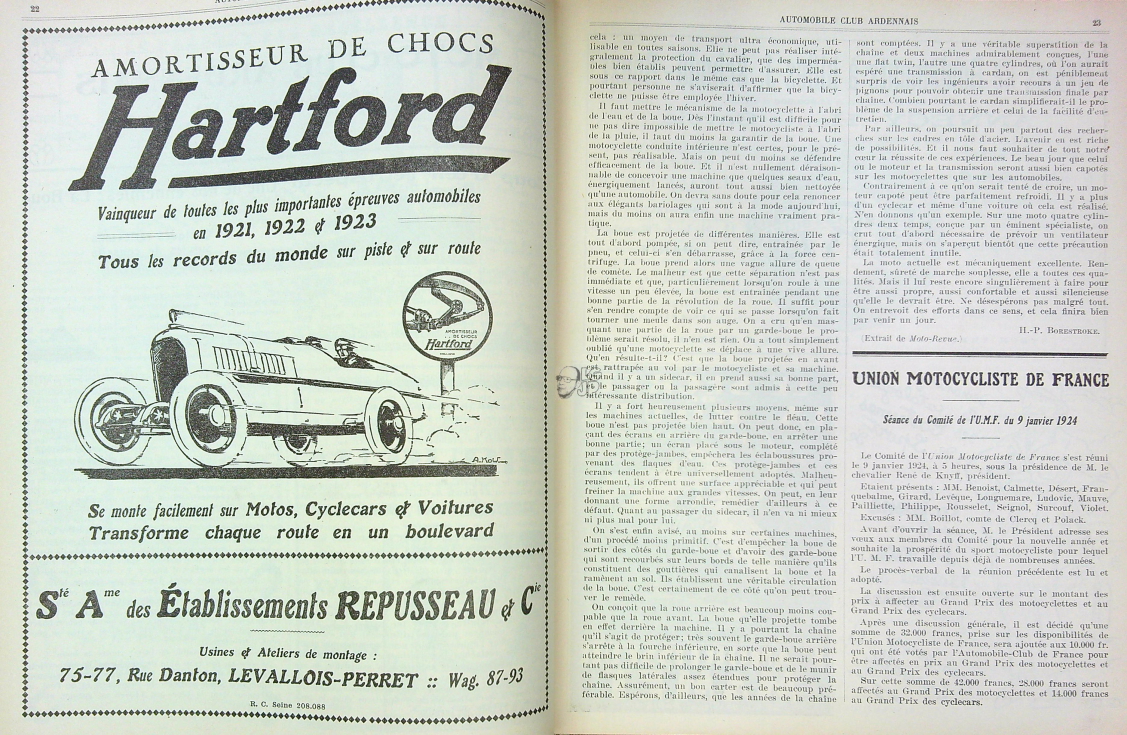 22
AMORTISSEUR DE CHOCS
Hartford
Vainqueur de toutes les plus importantes épreuves automobiles
en 1921, 1922 & 1923
Tous les records du monde sur piste & sur route
AMORTISSEUR
DE CHOCS
Hartford
Se monte facilement sur Motos, Cyclecars & Voitures
Transforme chaque route en un boulevard
Sté Ame des Établissements REPUSSEAU & Cie
Usines & Ateliers de montage :
75-77, Rue Danton, LEVALLOIS-PERRET :: Wag. 87-93
R. C. Seine 208.088
AUTOMOBILE CLUB ARDENNAIS
23
cela : un moyen de transport ultra économique, uti-
lisable en toutes saisons. Elle ne peut pas réaliser inté-
gralement la protection du cavalier, que des imperméa-
bles bien établis peuvent permettre d'assurer. Elle est
sous ce rapport dans le même cas que la bicyclette. Et
pourtant personne ne s'aviserait d'affirmer que la bicy-
clette ne puisse être employée l'hiver.
Il faut mettre le mécanisme de la motocyclette à l'abri
de l'eau et de la boue. Dès l'instant qu'il est difficile pour
ne pas dire impossible de mettre le motocycliste à l'abri
de la pluie, il faut du moins la garantir de la boue. Une
motocyclette conduite intérieure n'est certes, pour le pré-
sent, pas réalisable. Mais on peut du moins se défendre
efficacement de la boue. Et il n'est nullement déraison-
nable de concevoir une machine que quelques seaux d'eau,
énergiquement lancés, auront tout aussi bien nettoyée
qu'une automobile. On devra sans doute pour cela renoncer
aux élégants bariolages qui sont à la mode aujourd'hui,
mais du moins on aura enfin une machine vraiment pra-
tique.
La boue est projetée de différentes manières. Elle est
tout d'abord pompée, si on peut dire, entraînée par le
pneu, et celui-ci s'en débarrasse, grâce à la force cen-
trifuge. La boue prend alors une vague allure de queue
de comète. Le malheur est que cette séparation n'est pas
immédiate et que, particulièrement lorsqu'on roule à une
vitesse un peu élevée, la boue est entraînée pendant une
bonne partie de la révolution de la roue. Il suffit pour
s'en rendre compte de voir ce qui se passe lorsqu'on fait
tourner une meule dans son auge. On a cru qu'en mas-
quant une partie de la roue par un garde-boue le pro-
blème serait résolu, il n'en est rien. On a tout simplement
oublié qu'une motocyclette se déplace à une vive allure.
Qu'en résulte-t-il? C'est que la boue projetée en avant
est rattrapée au vol par le motocycliste et sa machine.
Quand il y a un sidecar, il en prend aussi sa bonne part,
et le passager ou la passagère sont admis à cette peu
intéressante distribution.
Il y a fort heureusement plusieurs moyens, même sur
les machines actuelles, de lutter contre le fléau. Cette
boue n'est pas projetée bien haut. On peut donc, en pla-
çant des écrans en arrière du garde-boue, en arrêter une
bonne partie; un écran placé sous le moteur, complété
par des protège-jambes, empêchera les éclaboussures pro-
venant des flaques d'eau. Ces protège-jambes et ces
écrans tendent à être universellement adoptés. Malheu-
reusement, ils offrent une surface appréciable et qui peut
freiner la machine aux grandes vitesses. On peut, en leur
donnant une forme arrondie, remédier d'ailleurs à ce
défaut. Quant au passager du sidecar, il n'en va ni mieux
ni plus mal pour lui.
On s'est enfin avisé, au moins sur certaines machines,
d'un procédé moins primitif. C'est d'empêcher la boue de
sortir des côtés du garde-boue et d'avoir des garde-boue
qui sont recourbés sur leurs bords de telle manière qu'ils
constituent des gouttières qui canalisent la boue et la
ramènent au sol. Ils établissent une véritable circulation
de la boue. C'est certainement de ce côté qu'on peut trou-
ver le remède.
On conçoit que la roue arrière est beaucoup moins cou-
pable que la roue avant. La boue qu'elle projette tombe
en effet derrière la machine. Il y a pourtant la chaîne
qu'il s'agit de protéger; très souvent le garde-boue arrière
s'arrête à la fourche inférieure, en sorte que la boue peut
atteindre le brin inférieur de la chaîne. Il ne serait pour-
tant pas difficile de prolonger le garde-boue et de le munir
de flasques latérales assez étendues pour protéger la
chaîne. Assurément, un bon carter est de beaucoup pré-
férable. Espérons, d'ailleurs, que les années de la chaîne
sont comptées. Il y a une véritable superstition de la
chaîne et deux machines admirablement conçues, l'une
une flat twin, l'autre une quatre cylindres, où l'on aurait
espéré une transmission à cardan, on est péniblement
surpris de voir les ingénieurs avoir recours à un jeu de
pignons pour pouvoir obtenir une transmission finale par
chaîne. Combien pourtant le cardan simplifierait-il le pro-
blème de la suspension arrière et celui de la facilité d'en-
tretien.
Par ailleurs, on poursuit un peu partout des recher-
ches sur les cadres en tôle d'acier. L'avenir en est riche
de possibilités. Et il nous faut souhaiter de tout notre
cœur la réussite de ces expériences. Le beau jour que celui
où le moteur et la transmission seront aussi bien capotés
sur les motocyclettes que sur les automobiles.
Contrairement à ce qu'on serait tenté de croire, un mo-
teur capoté peut être parfaitement refroidi. Il y a plus
d'un cyclecar et même d'une voiture où cela est réalisé.
N'en donnons qu'un exemple. Sur une moto quatre cylin-
dres deux temps, conçue par un éminent spécialiste, on
crut tout d'abord nécessaire de prévoir un ventilateur
énergique, mais on s'aperçut bientôt que cette précaution
était totalement inutile.
La moto actuelle est mécaniquement excellente. Ren-
dement, sûreté de marche souplesse, elle a toutes ces qua-
lités. Mais il lui reste encore singulièrement à faire pour
être aussi propre, aussi confortable et aussi silencieuse
qu'elle le devrait être. Ne désespérons pas malgré tout.
On entrevoit des efforts dans ce sens, et cela finira bien
par venir un jour.
H.-P. BORESTROKE.
(Extrait de Moto-Revue.)
UNION MOTOCYCLISTE DE FRANCE
Séance du Comité de l'U.M.F. du 9 janvier 1924
Le Comité de l'Union Motocycliste de France s'est réuni
le 9 janvier 1924, à 5 heures, sous la présidence de M. le
chevalier René de Knyff, président.
Etaient présents : MM. Benoist, Calmette, Désert, Fran-
quebalme, Girard, Levêque, Longuemare, Ludovic, Mauve,
Pailliette, Philippe, Rousselet, Seignol, Surcouf, Violet.
Excusés : MM. Boillot, comte de Clercq et Polack.
Avant d'ouvrir la séance, M. le Président adresse ses
vœux aux membres du Comité pour la nouvelle année et
souhaite la prospérité du sport motocycliste pour lequel
l'U. M. F. travaille depuis déjà de nombreuses années.
Le procès-verbal de la réunion précédente est lu et
adopté.
La discussion est ensuite ouverte sur le montant des
prix à affecter au Grand Prix des motocyclettes et au
Grand Prix des cyclecars.
Après une discussion générale, il est décidé qu'une
somme de 32.000 francs, prise sur les disponibilités de
l'Union Motocycliste de France, sera ajoutée aux 10.000 fr.
qui ont été votés par l'Automobile-Club de France pour
être affectés en prix au Grand Prix des motocyclettes et
au Grand Prix des cyclecars.
Sur cette somme de 42.000 francs, 28.000 francs seront
affectés au Grand Prix des motocyclettes et 14.000 francs
au Grand Prix des cyclecars.